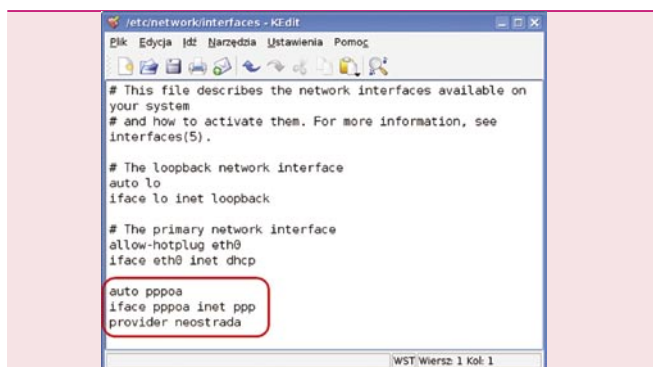 /etc/network/interfaces - KEdit
Plik Edycja Idź Narzędzia Ustawienia Pomoc
# This file describes the network interfaces available on
your system
# and how to activate them. For more information, see
interfaces(5).
# The loopback network interface
auto lo
iface lo inet loopback
# The primary network interface
allow-hotplug eth0
iface eth0 inet dhcp
auto pppoa
iface pppoa inet ppp
provider neostrada
WST Wiersz: 1 Kol: 1